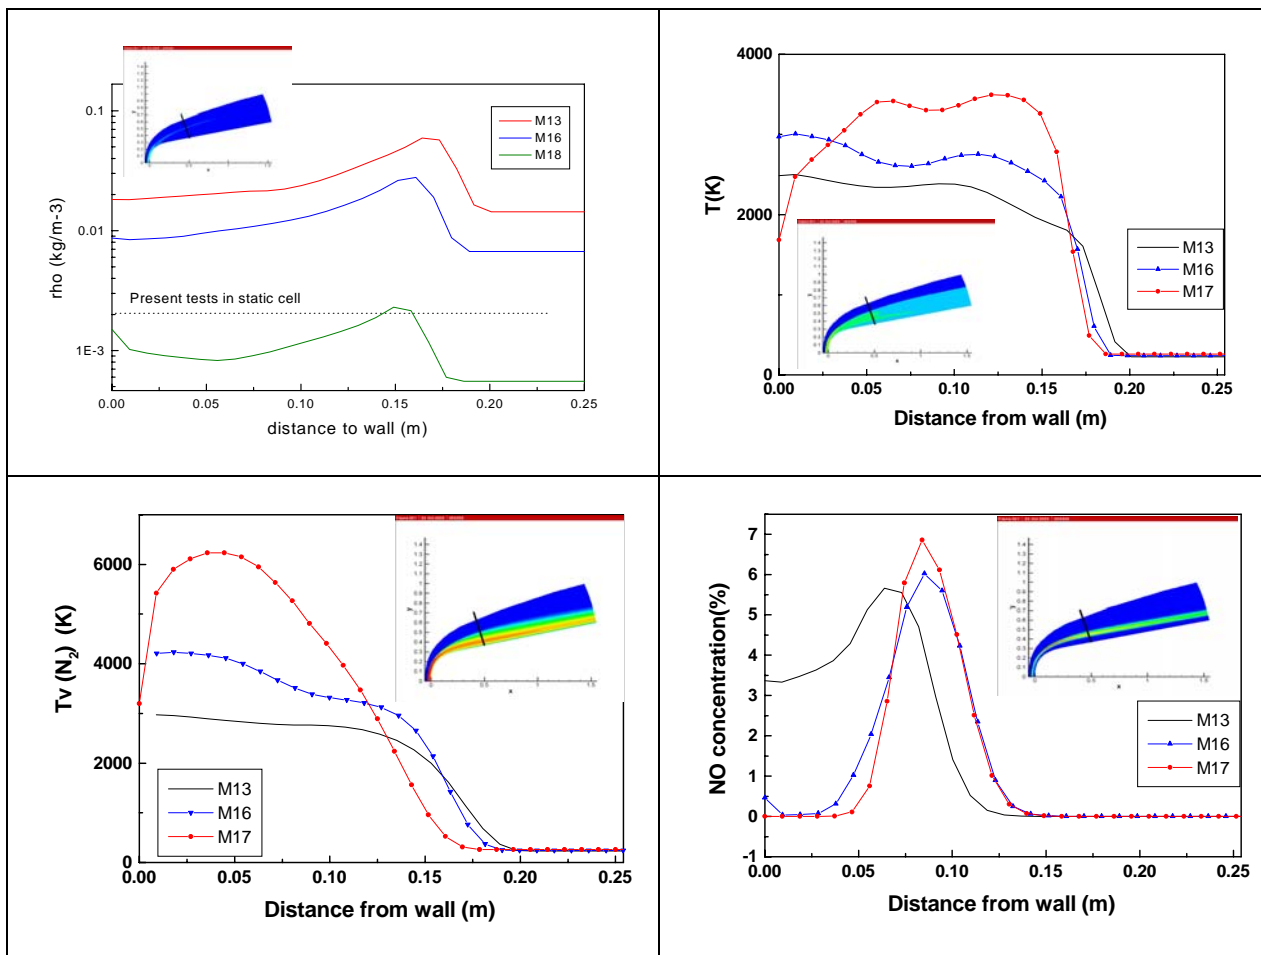 0.1
0.01
1E-3
rho (kg/m-3)
M13
M16
M18
Present tests in static cell
0.00 0.05 0.10 0.15 0.20 0.25
distance to wall (m)
4000
2000
0
T(K)
M13
M16
M17
0.00 0.05 0.10 0.15 0.20 0.25
Distance from wall (m)
6000
4000
2000
0
Tv (N2) (K)
M13
M16
M17
0.00 0.05 0.10 0.15 0.20 0.25
Distance from wall (m)
7
6
5
4
3
2
1
0
-1
NO concentration(%)
M13
M16
M17
0.00 0.05 0.10 0.15 0.20 0.25
Distance from wall (m)